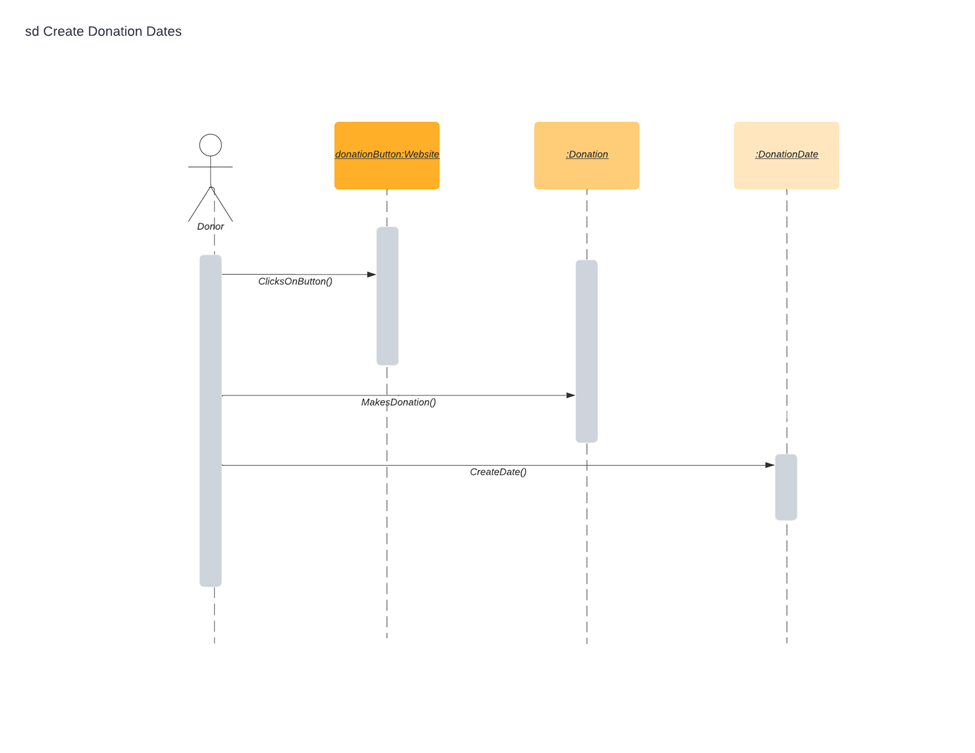 sd Create Donation Dates
donationButton:Website
:Donation
:DonationDate
Donor
ClicksOnButton()
MakesDonation()
CreateDate()